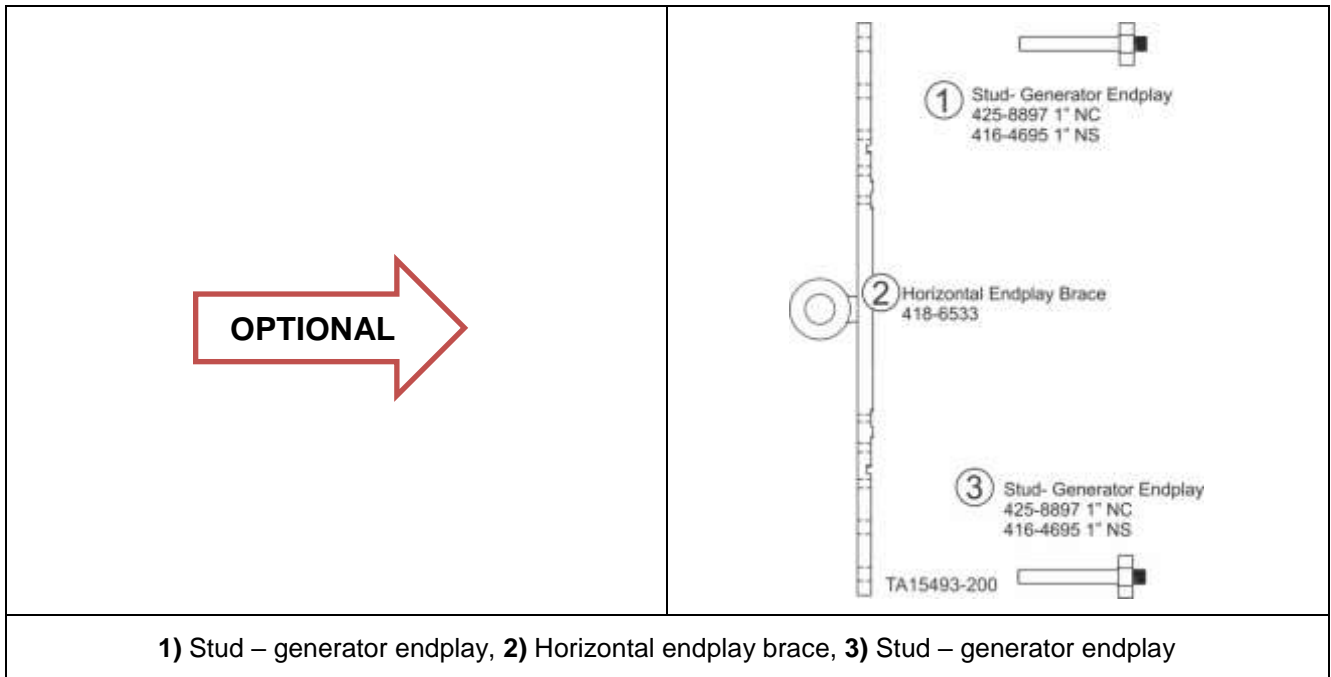 OPTIONAL
1 Stud- Generator Endplay
425-8897 1" NC
416-4695 1" NS
2 Horizontal Endplay Brace
418-6533
3 Stud- Generator Endplay
425-8897 1" NC
416-4695 1" NS
TA15493-200
1) Stud – generator endplay, 2) Horizontal endplay brace, 3) Stud – generator endplay